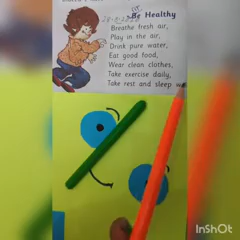 Be Healthy
Breathe fresh air,
Play in the air,
Drink pure water,
Eat good food,
Wear clean clothes,
Take exercise daily,
Take rest and sleep
InShOt